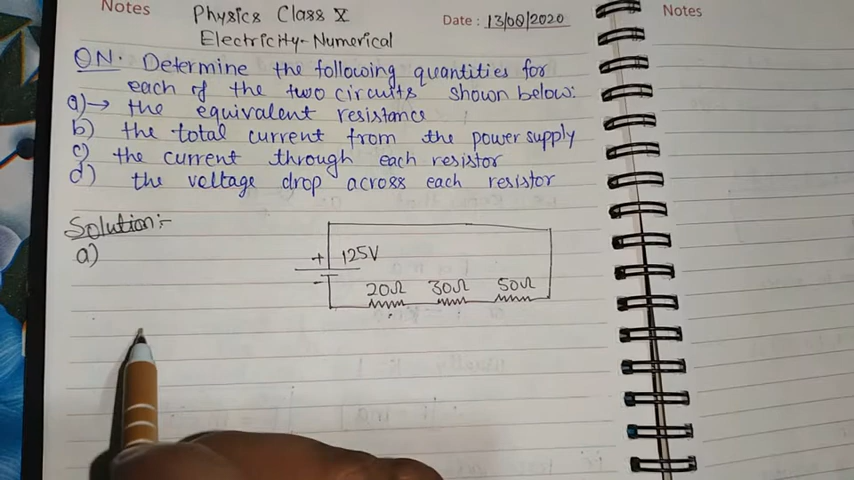 Notes
Physics Class X
Date : 13/08/2020
Notes
Electricity-Numerical
QN. Determine the following quantities for
each of the two circuits shown below:
a)→ the equivalent resistance
b) the total current from the power supply
c) the current through each resistor
d) the voltage drop across each resistor
Solution:-
a)
+ 125V
-
20Ω 30Ω 50Ω